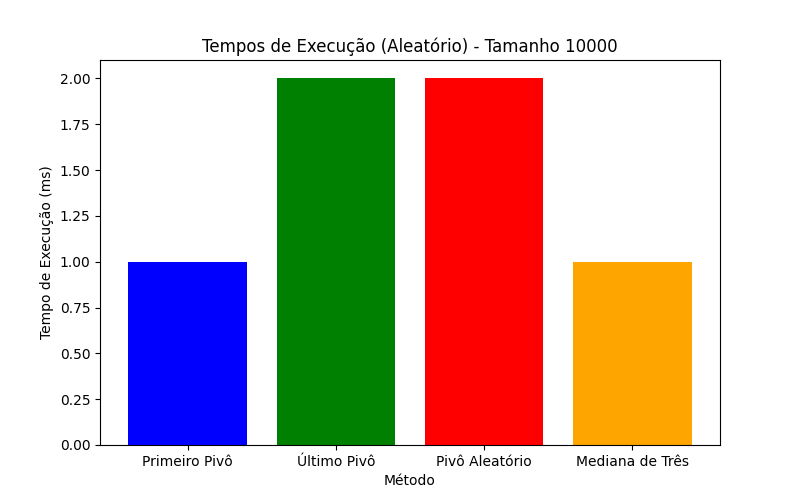 Tempos de Execução (Aleatório) - Tamanho 10000
Tempo de Execução (ms)
2.00
1.75
1.50
1.25
1.00
0.75
0.50
0.25
0.00
Primeiro Pivô
Último Pivô
Pivô Aleatório
Mediana de Três
Método